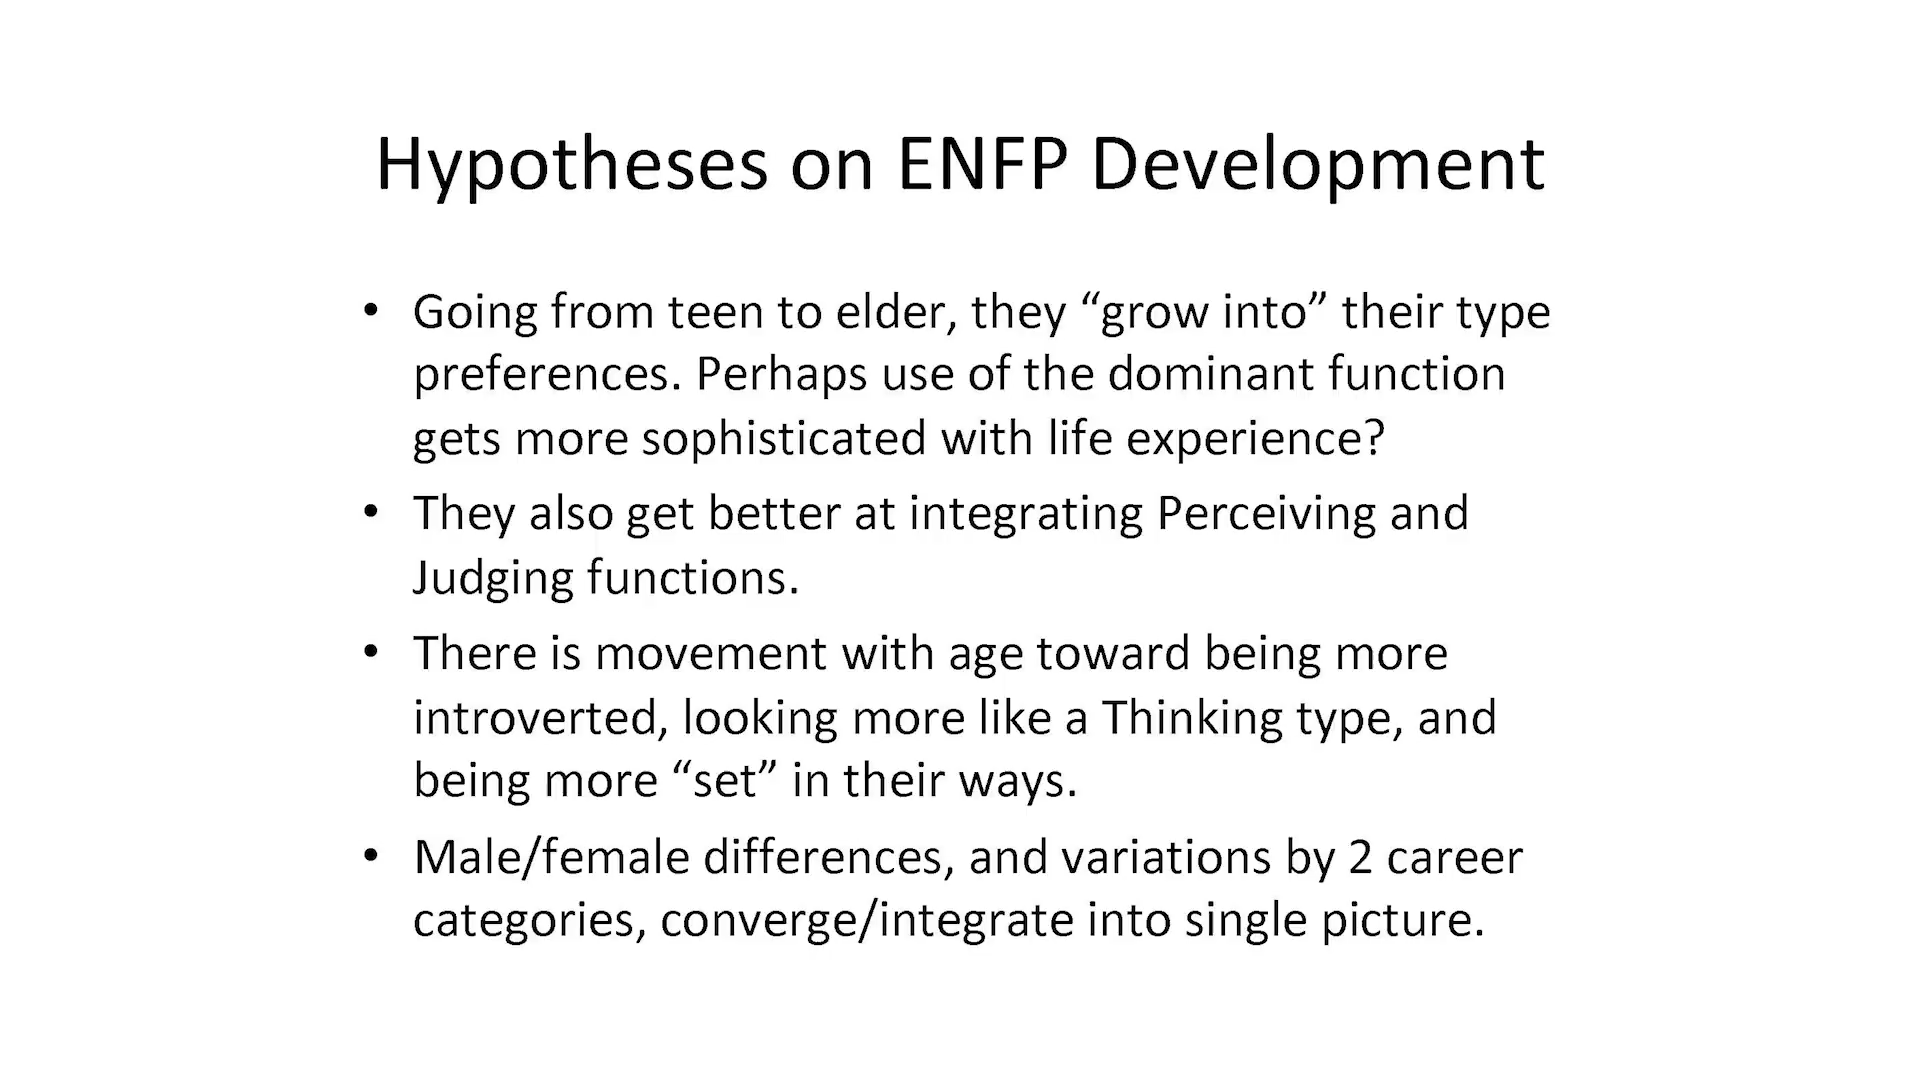 Hypotheses on ENFP Development
• Going from teen to elder, they “grow into” their type
preferences. Perhaps use of the dominant function
gets more sophisticated with life experience?
• They also get better at integrating Perceiving and
Judging functions.
• There is movement with age toward being more
introverted, looking more like a Thinking type, and
being more “set” in their ways.
• Male/female differences, and variations by 2 career
categories, converge/integrate into single picture.